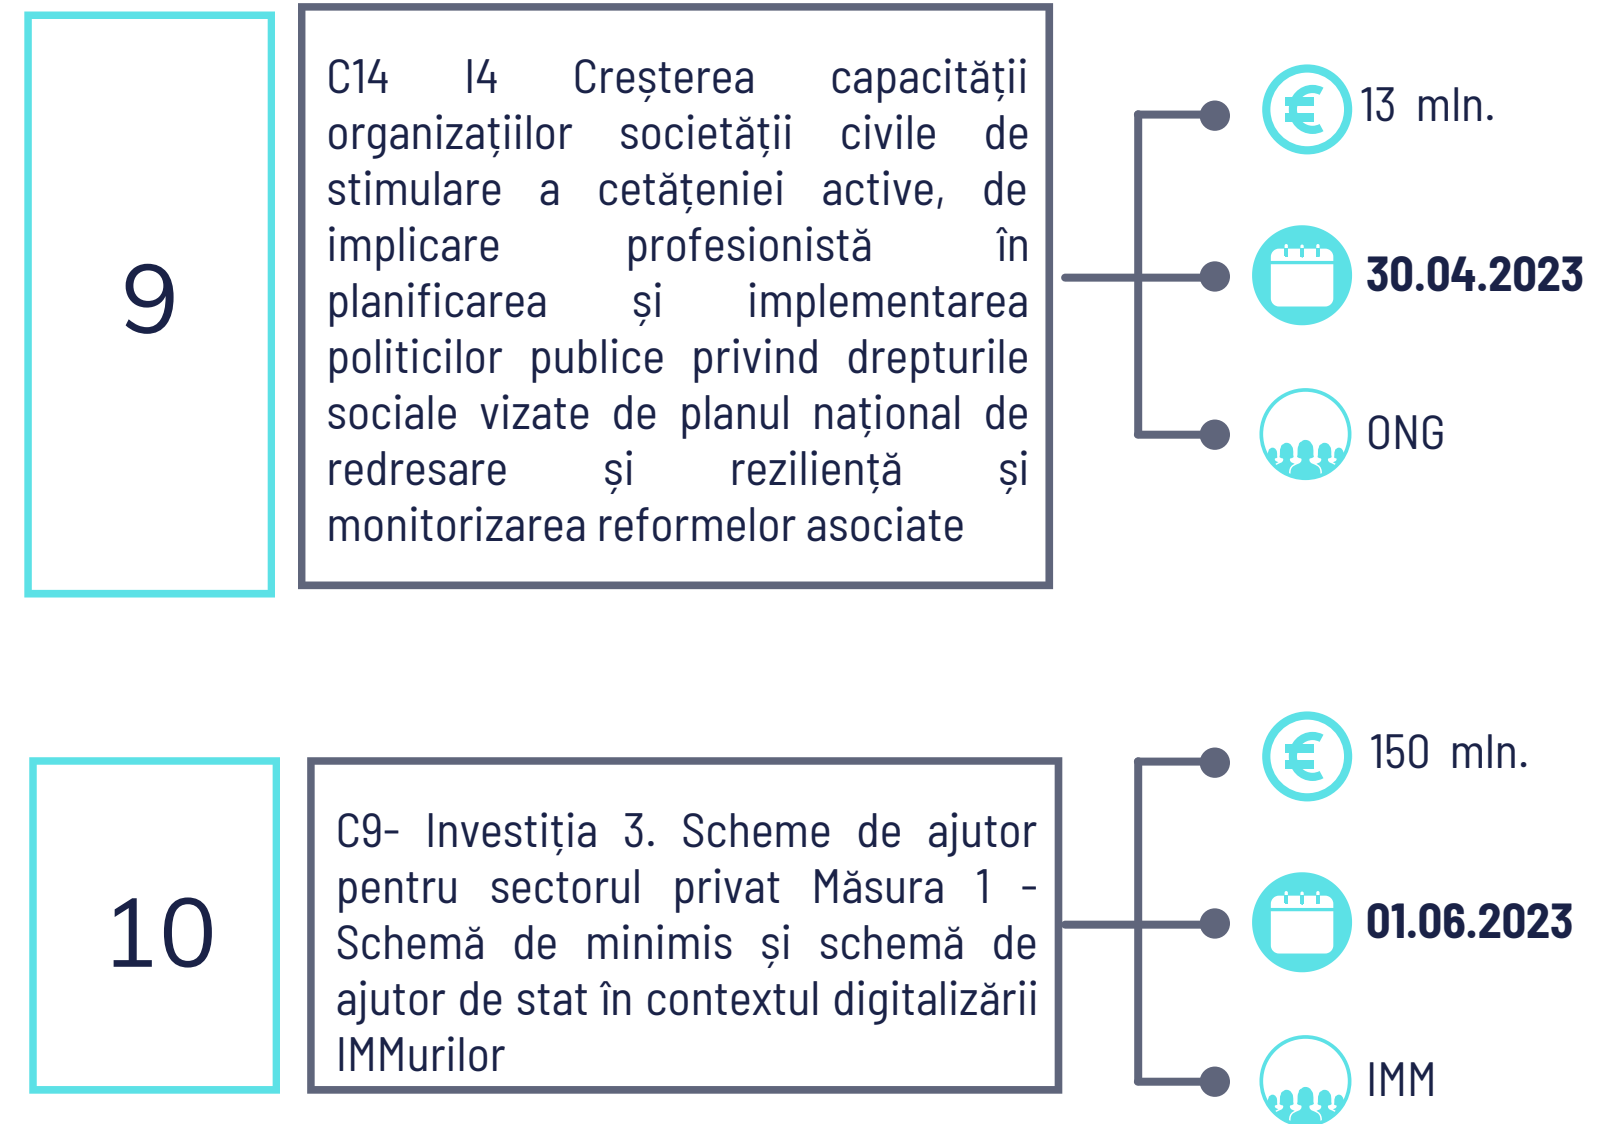 9
C14 I4 Creșterea capacității
organizațiilor societății civile de
stimulare a cetățeniei active, de
implicare profesionistă în
planificarea și implementarea
politicilor publice privind drepturile
sociale vizate de planul național de
redresare și reziliență și
monitorizarea reformelor asociate
13 mln.
30.04.2023
ONG
10
C9- Investiția 3. Scheme de ajutor
pentru sectorul privat Măsura 1 -
Schemă de minimis și schemă de
ajutor de stat în contextul digitalizării
IMMurilor
150 mln.
01.06.2023
IMM